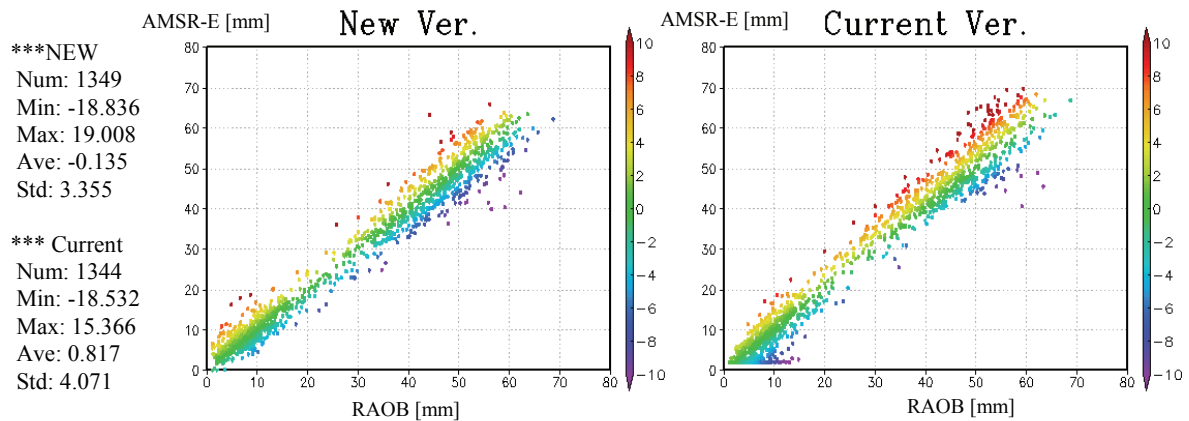 ***NEW
Num: 1349
Min: -18.836
Max: 19.008
Ave: -0.135
Std: 3.355
*** Current
Num: 1344
Min: -18.532
Max: 15.366
Ave: 0.817
Std: 4.071
AMSR-E [mm]
New Ver.
80
70
60
50
40
30
20
10
0
0 10 20 30 40 50 60 70 80
RAOB [mm]
10
8
6
4
2
0
−2
−4
−6
−8
−10
AMSR-E [mm]
Current Ver.
80
70
60
50
40
30
20
10
0
0 10 20 30 40 50 60 70 80
RAOB [mm]
10
8
6
4
2
0
−2
−4
−6
−8
−10